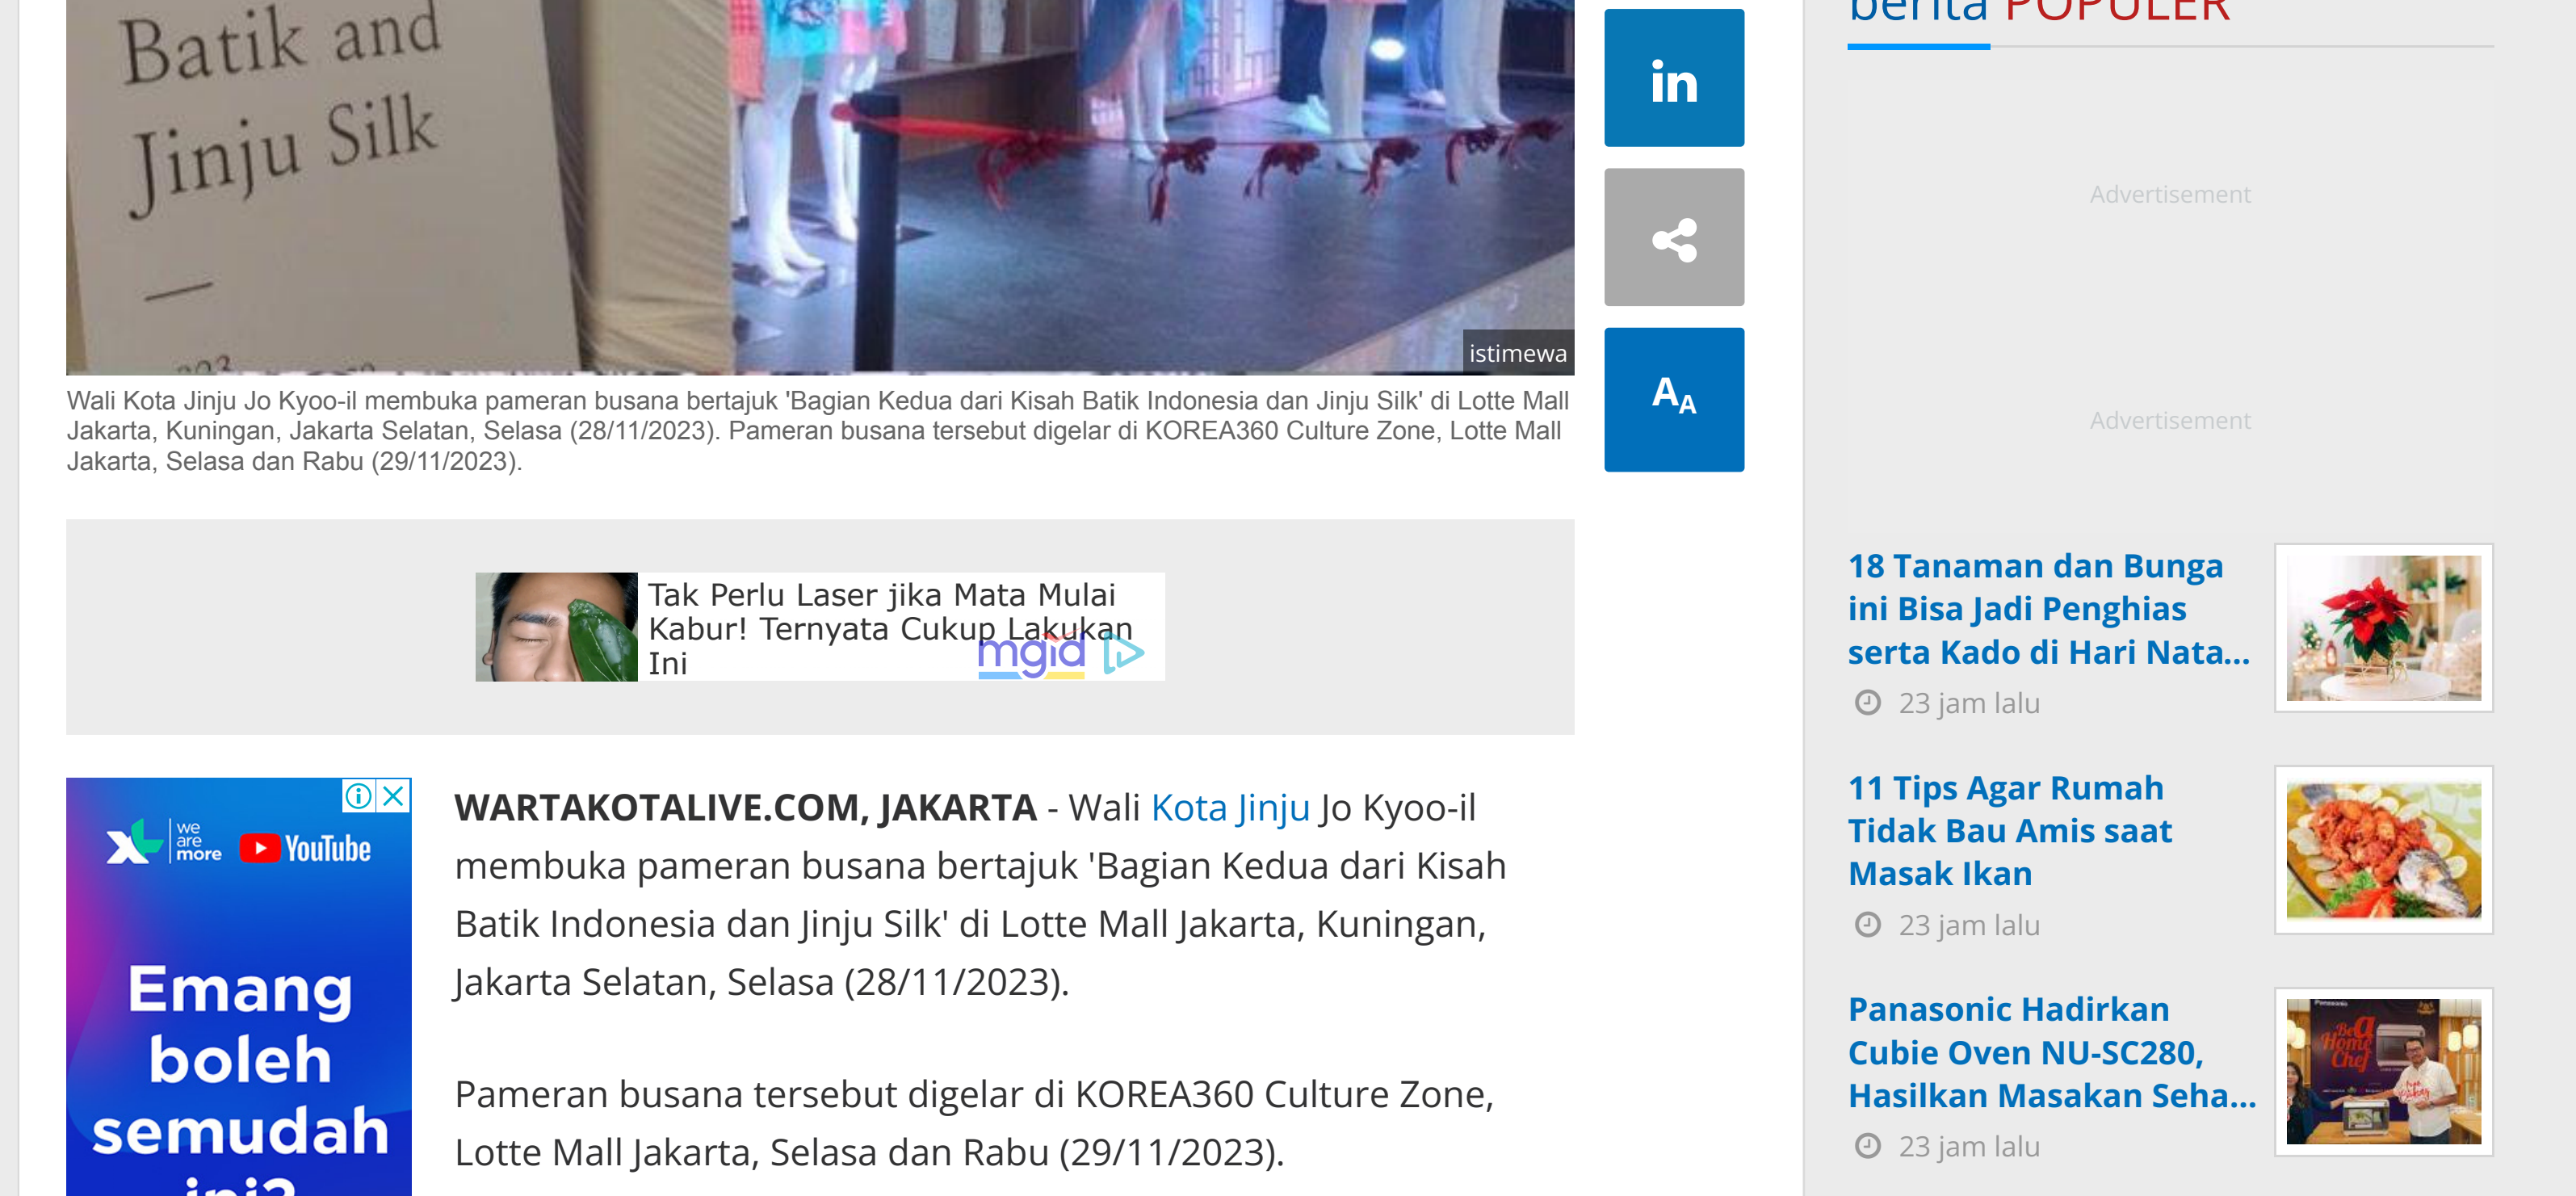 Batik and
Jinju Silk
istimewa
Wali Kota Jinju Jo Kyoo-il membuka pameran busana bertajuk 'Bagian Kedua dari Kisah Batik Indonesia dan Jinju Silk' di Lotte Mall
Jakarta, Kuningan, Jakarta Selatan, Selasa (28/11/2023). Pameran busana tersebut digelar di KOREA360 Culture Zone, Lotte Mall
Jakarta, Selasa dan Rabu (29/11/2023).
in
AA
Tak Perlu Laser jika Mata Mulai
Kabur! Ternyata Cukup Lakukan
Ini
mgid
XL
we
are
more
YouTube
Emang
boleh
semudah
ini?
WARTAKOTALIVE.COM, JAKARTA - Wali Kota Jinju Jo Kyoo-il
membuka pameran busana bertajuk 'Bagian Kedua dari Kisah
Batik Indonesia dan Jinju Silk' di Lotte Mall Jakarta, Kuningan,
Jakarta Selatan, Selasa (28/11/2023).
Pameran busana tersebut digelar di KOREA360 Culture Zone,
Lotte Mall Jakarta, Selasa dan Rabu (29/11/2023).
berita POPULER
Advertisement
Advertisement
18 Tanaman dan Bunga
ini Bisa Jadi Penghias
serta Kado di Hari Nata...
23 jam lalu
11 Tips Agar Rumah
Tidak Bau Amis saat
Masak Ikan
23 jam lalu
Panasonic Hadirkan
Cubie Oven NU-SC280,
Hasilkan Masakan Seha...
23 jam lalu
Panasonic
Be a
Home
Chef